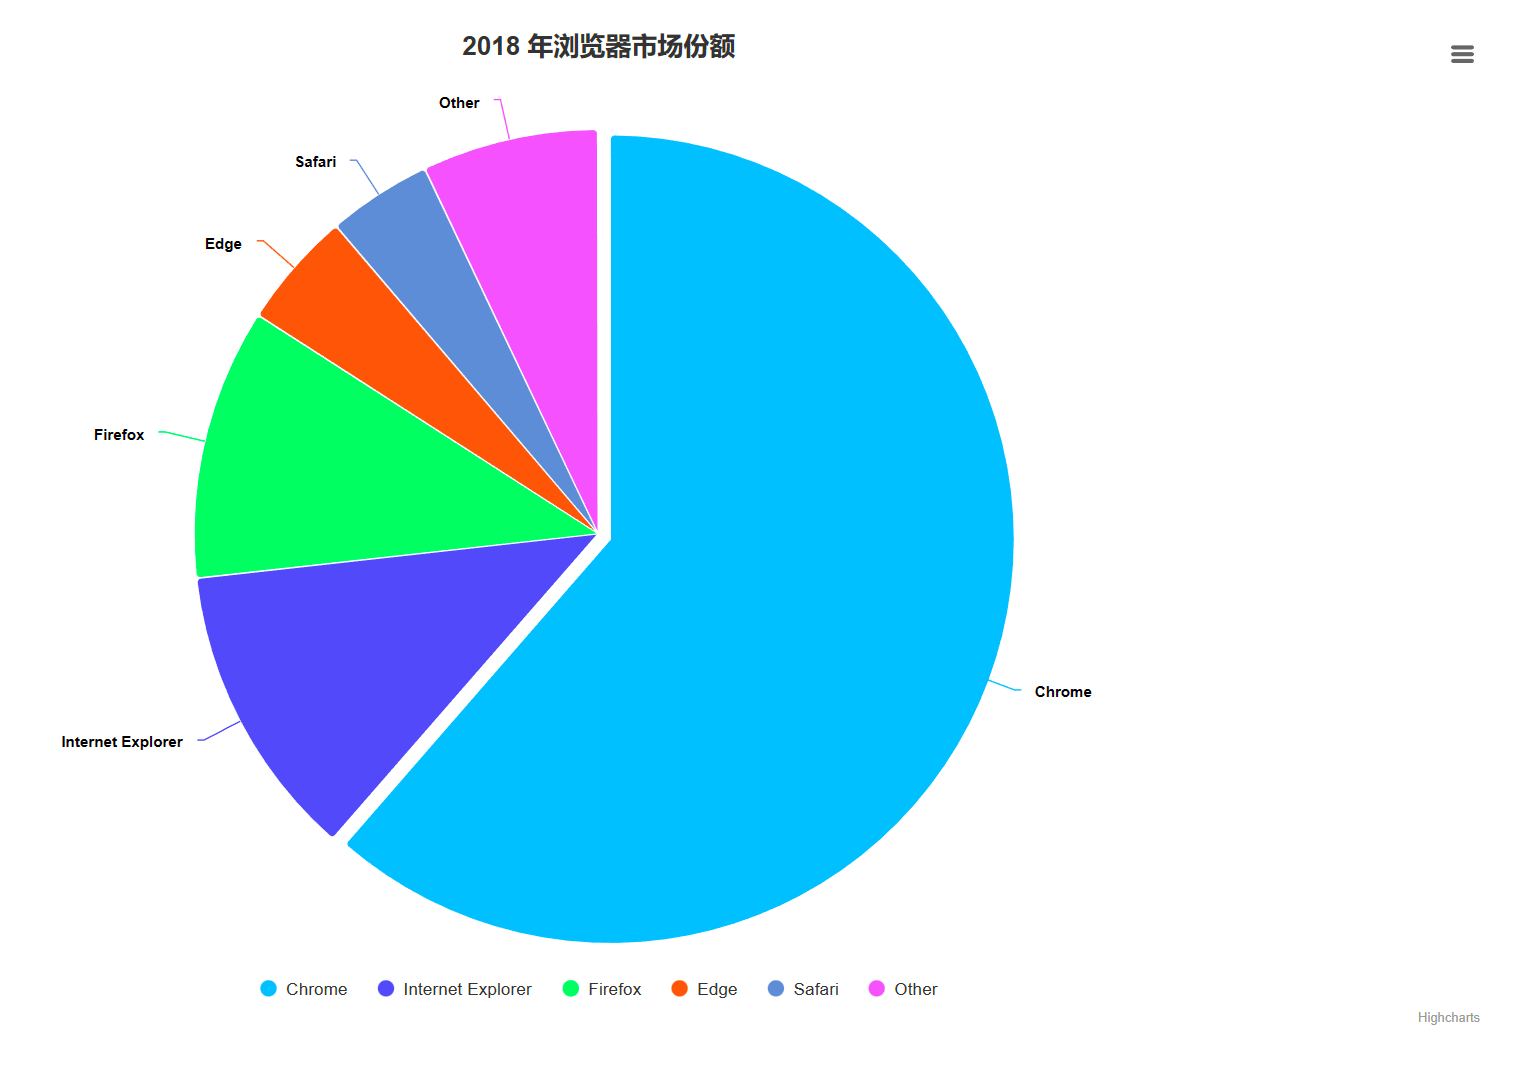 2018 年浏览器市场份额
Other
Safari
Edge
Firefox
Chrome
Internet Explorer
Chrome
Internet Explorer
Firefox
Edge
Safari
Other
Highcharts